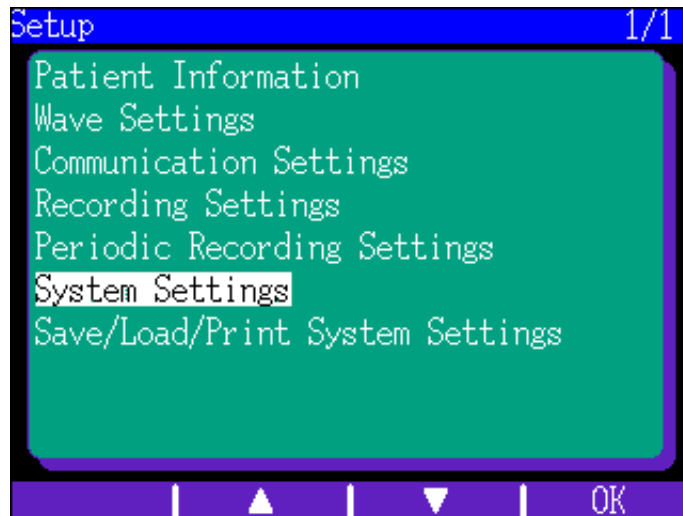 Setup 1/1
Patient Information
Wave Settings
Communication Settings
Recording Settings
Periodic Recording Settings
System Settings
Save/Load/Print System Settings
▲ ▼ OK